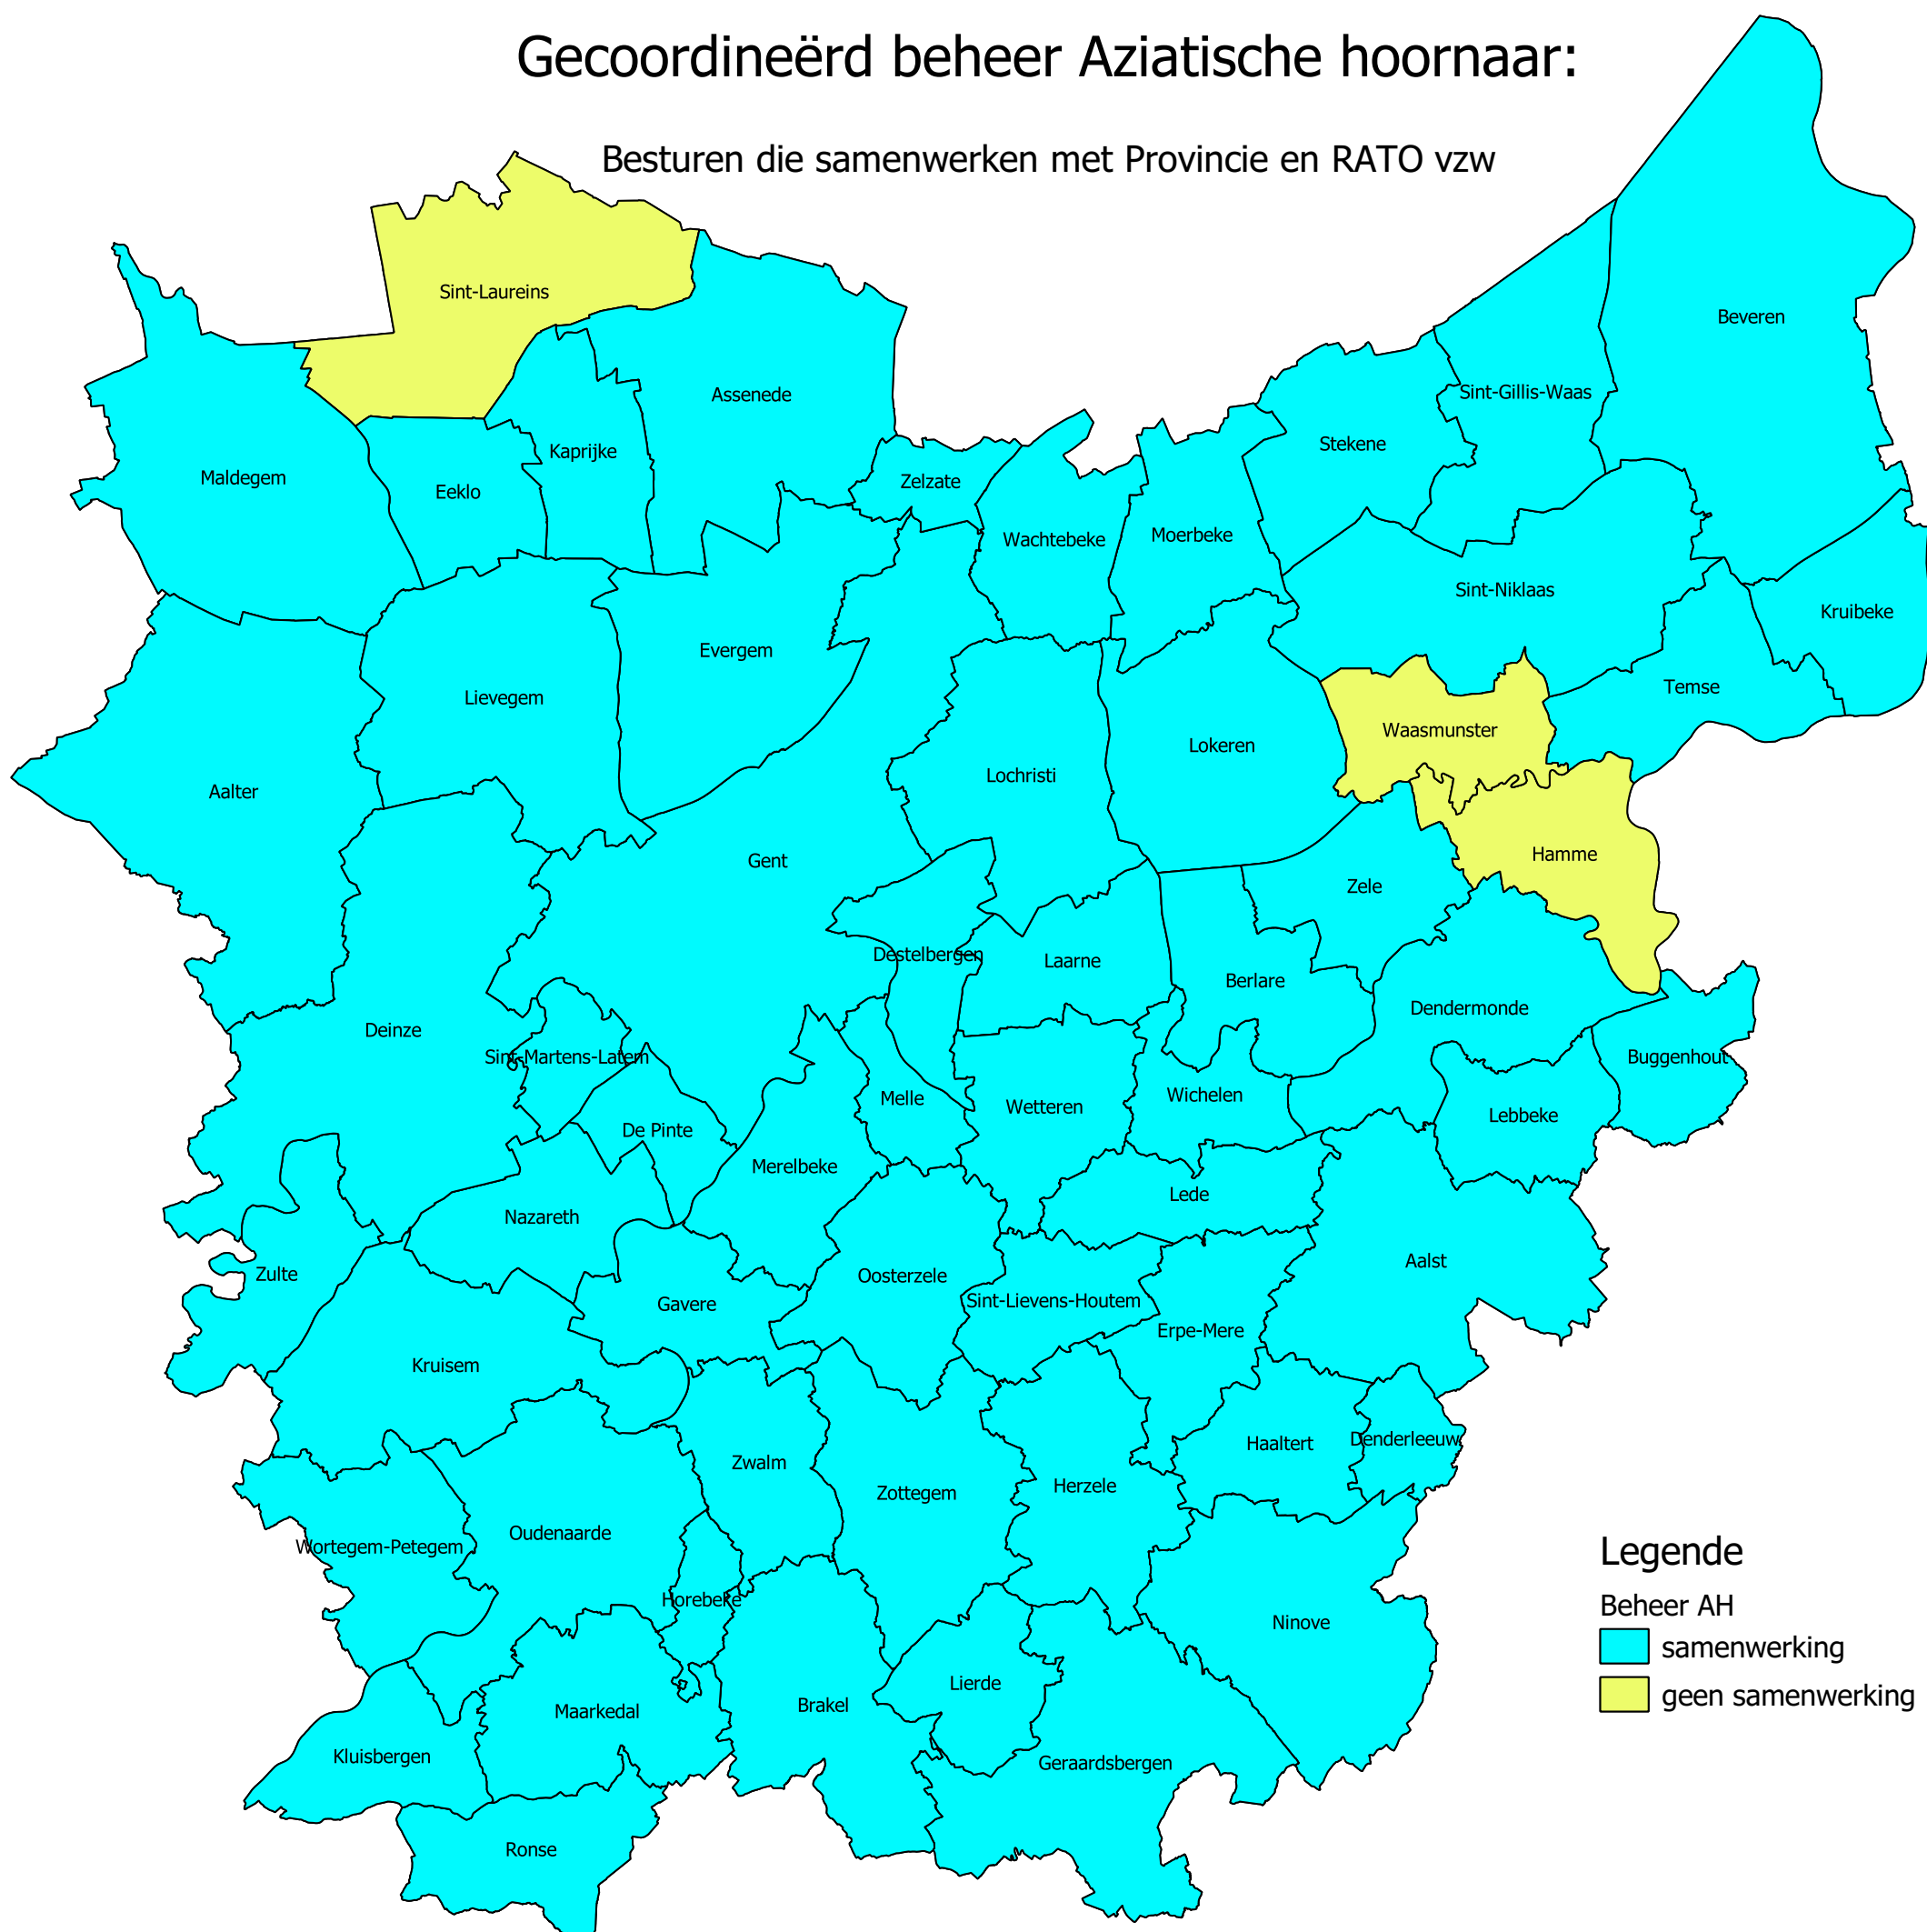 Gecoordineërd beheer Aziatische hoornaar:
Besturen die samenwerken met Provincie en RATO vzw
Sint-Laureins
Beveren
Sint-Gillis-Waas
Assenede
Stekene
Kaprijke
Maldegem
Zelzate
Eeklo
Moerbeke
Wachtebeke
Sint-Niklaas
Kruibeke
Evergem
Temse
Lievegem
Waasmunster
Lokeren
Lochristi
Aalter
Hamme
Gent
Zele
Destelbergen
Laarne
Berlare
Dendermonde
Deinze
Sint-Martens-Latem
Buggenhout
Wichelen
Melle
Wetteren
Lebbeke
De Pinte
Merelbeke
Lede
Nazareth
Aalst
Zulte
Oosterzele
Sint-Lievens-Houtem
Gavere
Erpe-Mere
Kruisem
Denderleeuw
Haaltert
Zwalm
Herzele
Zottegem
Oudenaarde
Wortegem-Petegem
Horebeke
Ninove
Lierde
Brakel
Maarkedal
Kluisbergen
Geraardsbergen
Ronse
Legende
Beheer AH
samenwerking
geen samenwerking